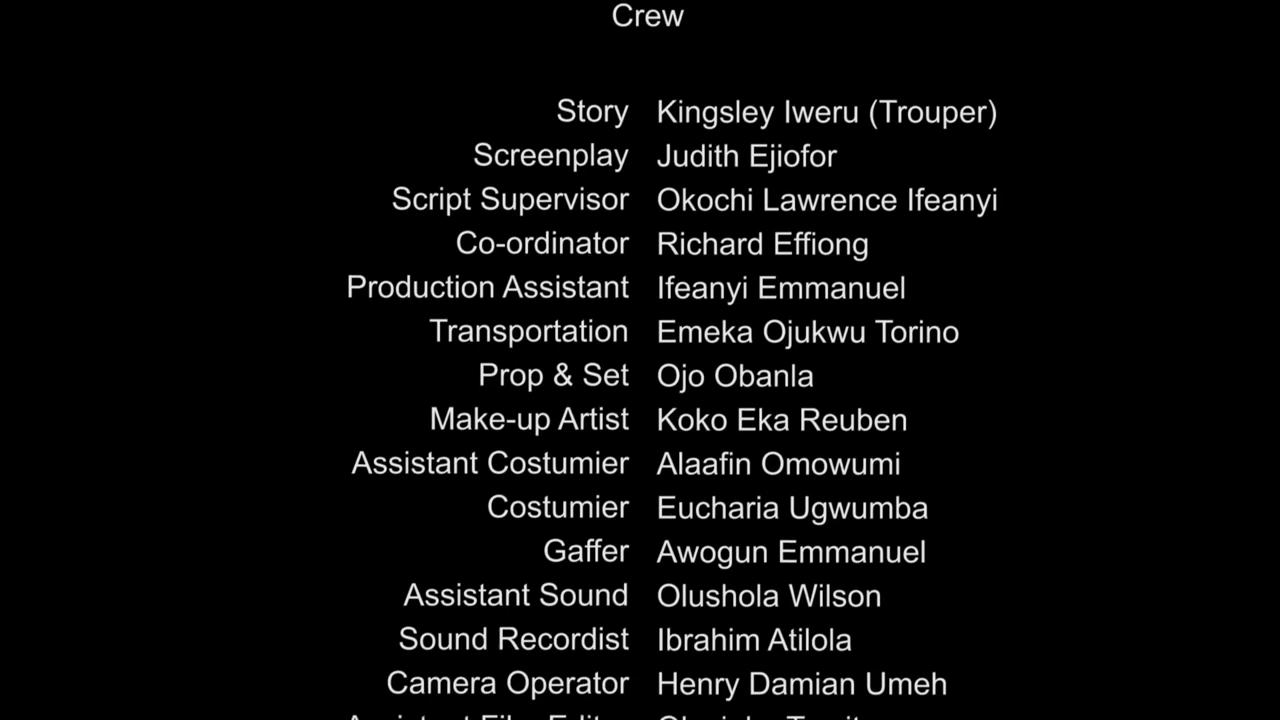 Crew
Story Kingsley Iweru (Trouper)
Screenplay Judith Ejiofor
Script Supervisor Okochi Lawrence Ifeanyi
Co-ordinator Richard Effiong
Production Assistant Ifeanyi Emmanuel
Transportation Emeka Ojukwu Torino
Prop & Set Ojo Obanla
Make-up Artist Koko Eka Reuben
Assistant Costumier Alaafin Omowumi
Costumier Eucharia Ugwumba
Gaffer Awogun Emmanuel
Assistant Sound Olushola Wilson
Sound Recordist Ibrahim Atilola
Camera Operator Henry Damian Umeh